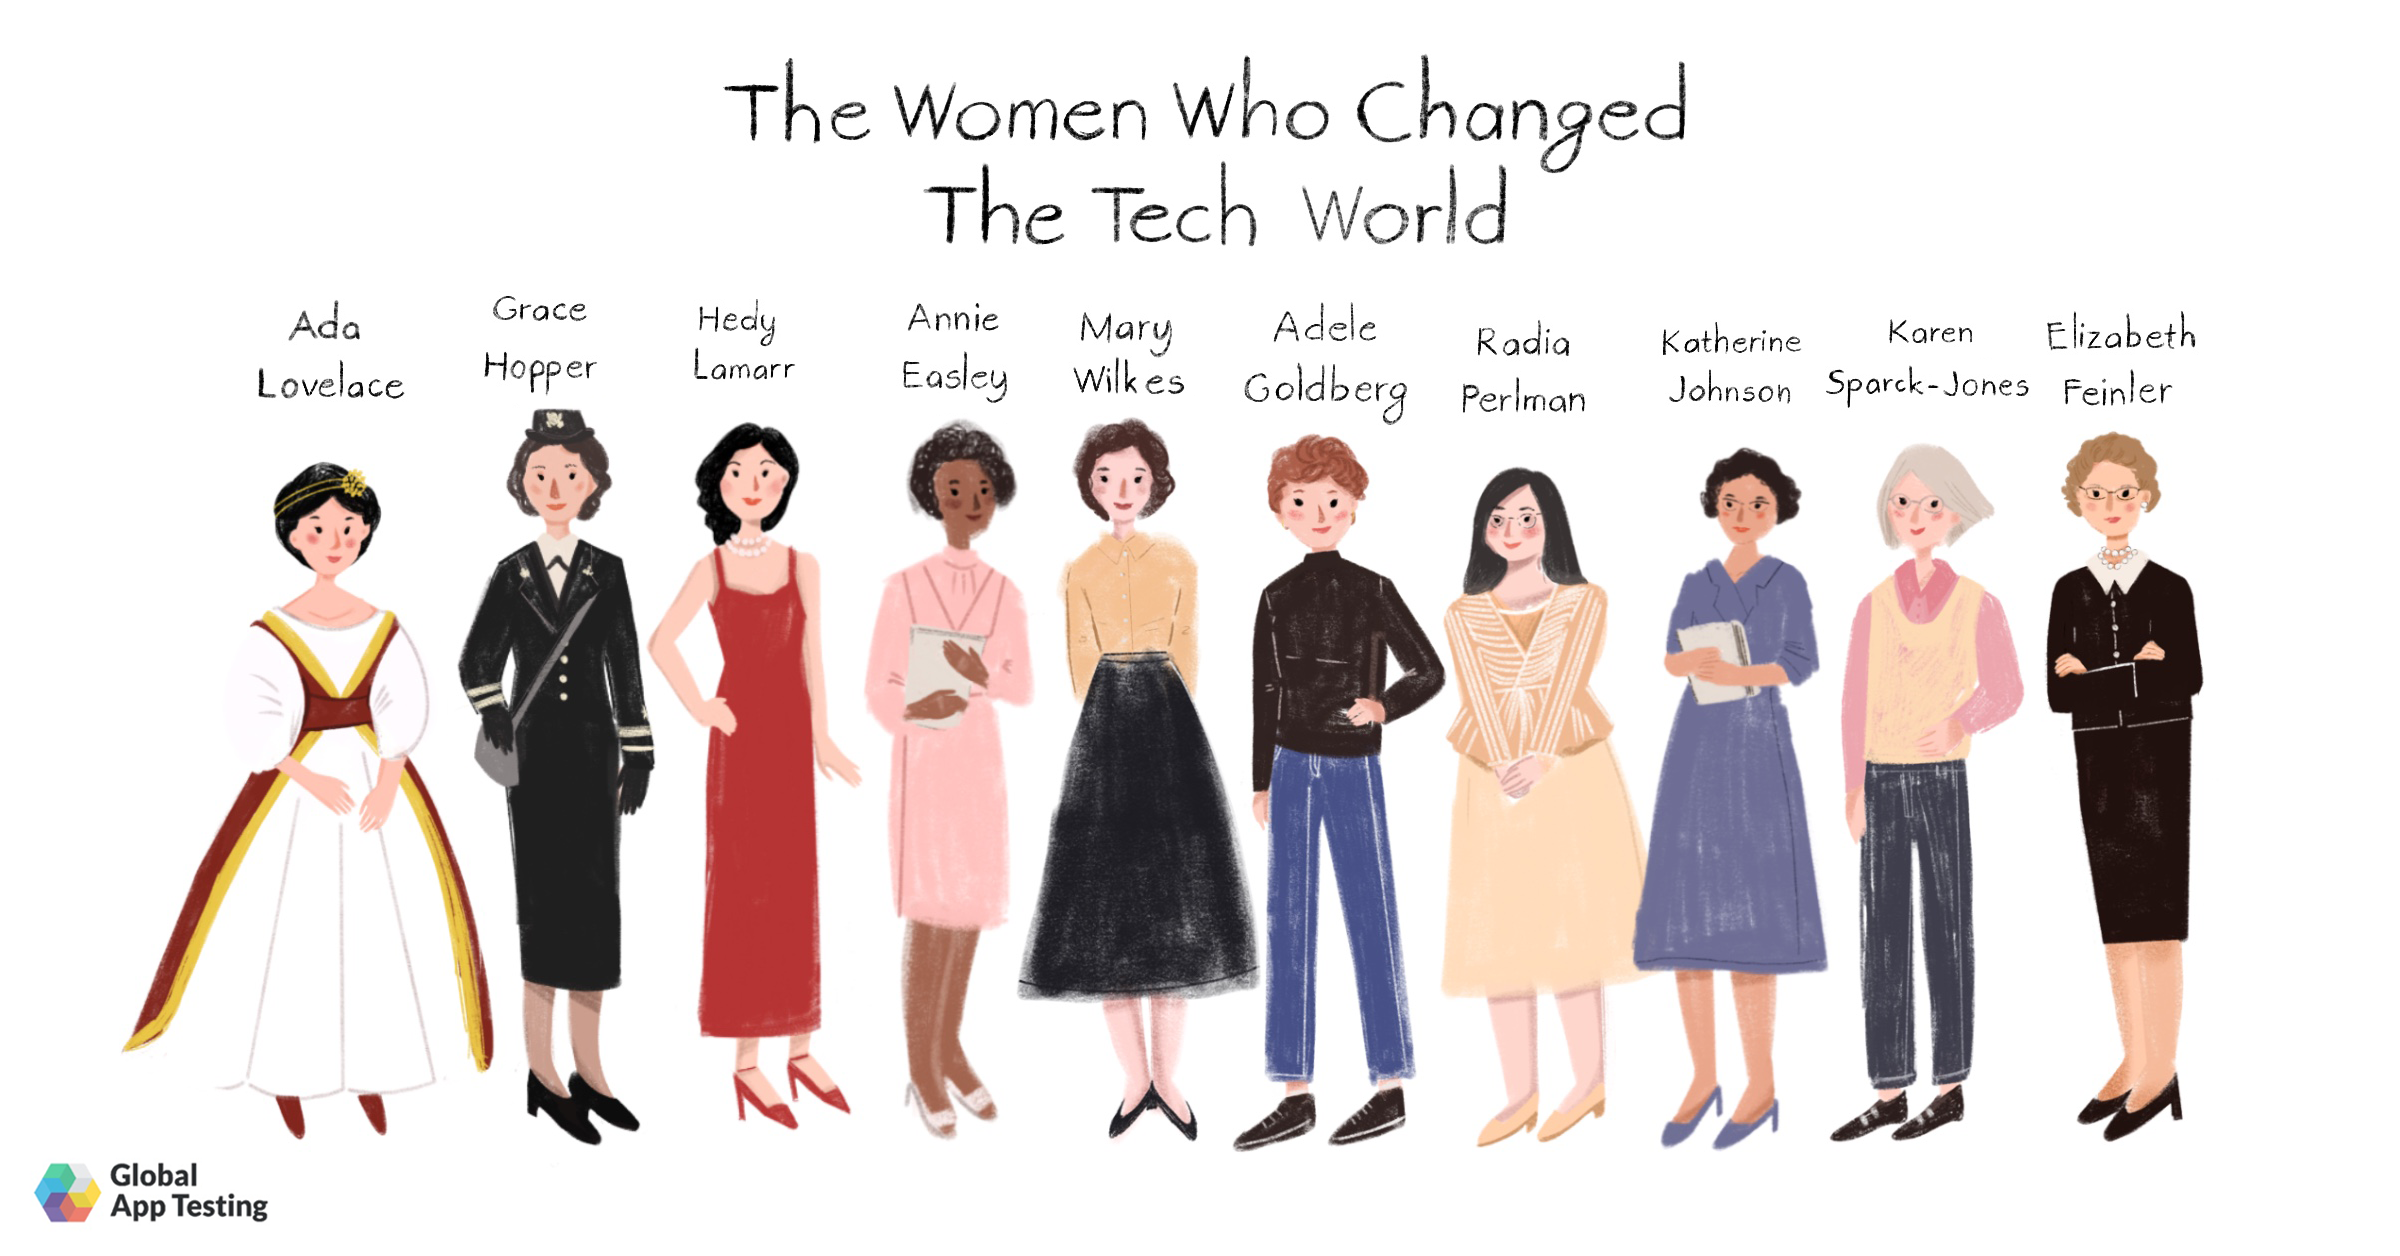 The Women Who Changed
The Tech World
Ada
Lovelace
Grace
Hopper
Hedy
Lamarr
Annie
Easley
Mary
Wilkes
Adele
Goldberg
Radia
Perlman
Katherine
Johnson
Karen
Sparck-Jones
Elizabeth
Feinler
Global
App Testing